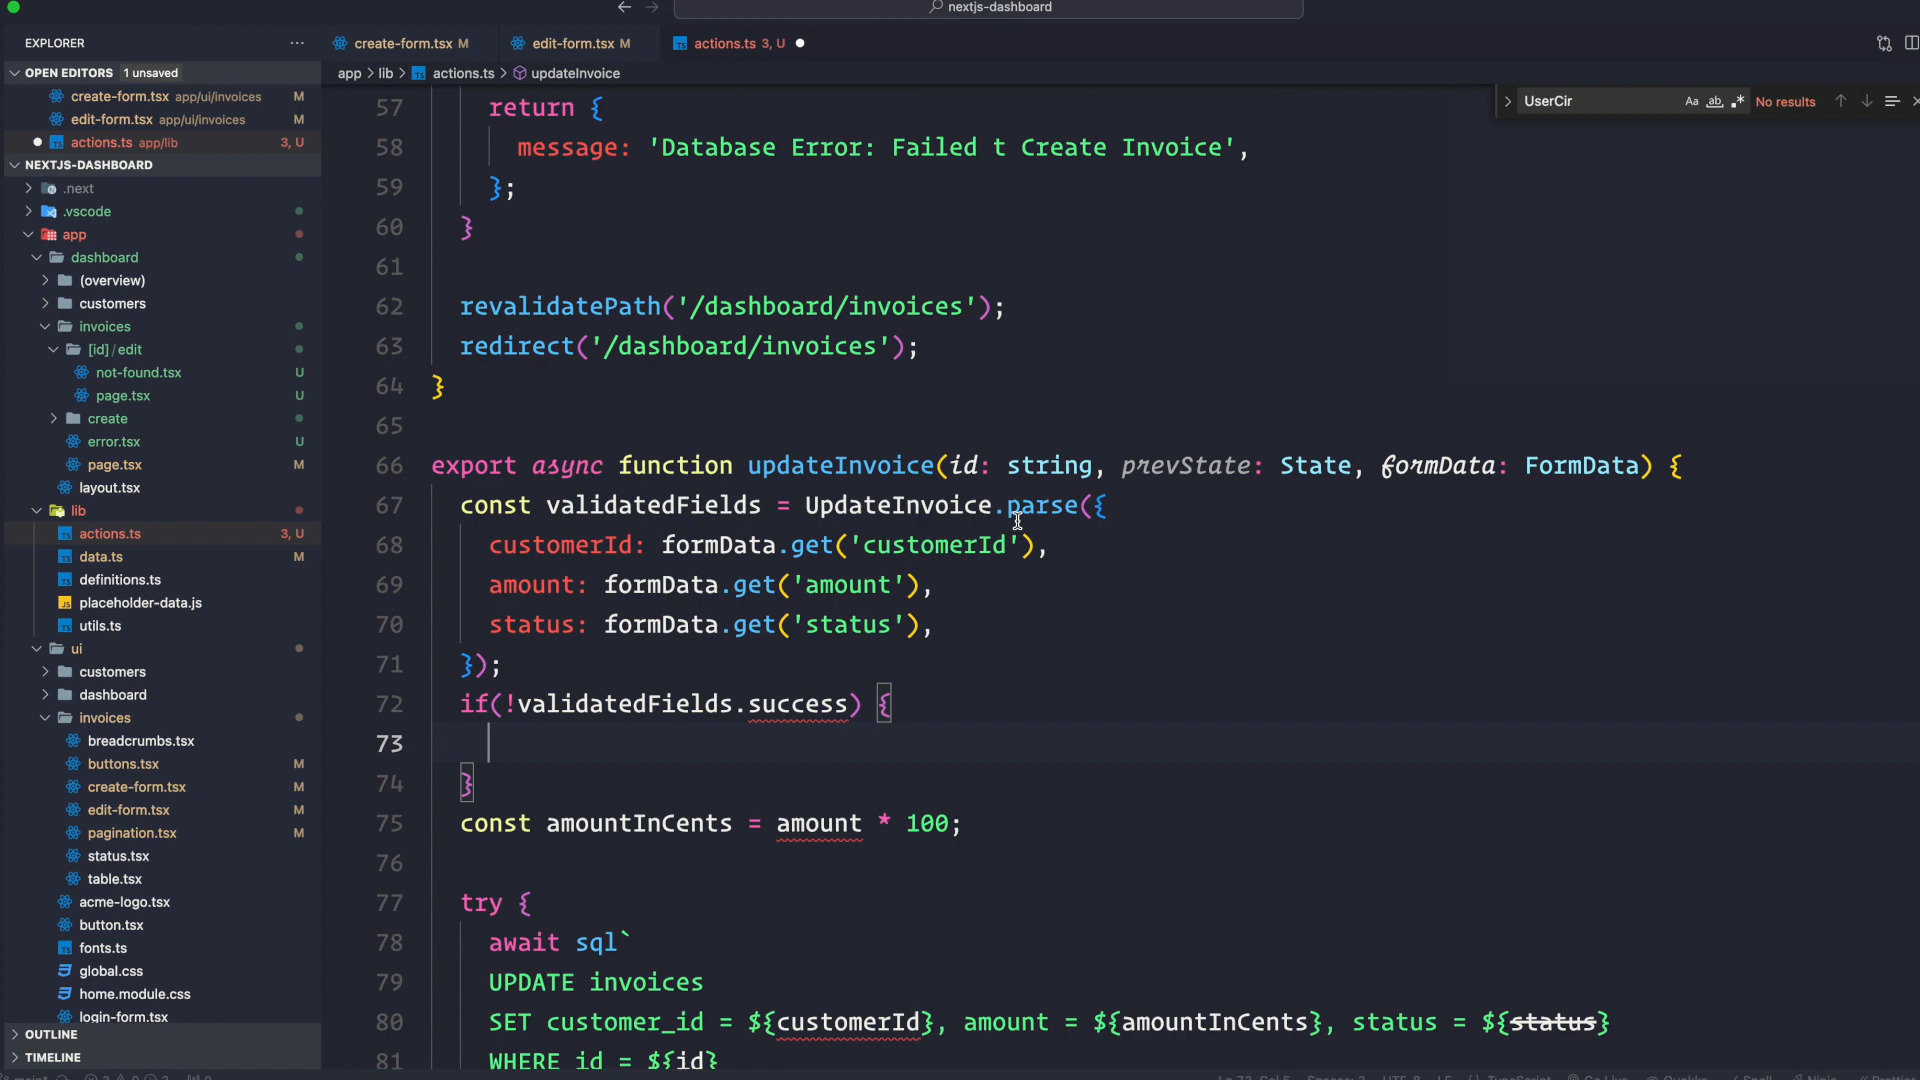 nextjs-dashboard
EXPLORER
create-form.tsx M
edit-form.tsx M
actions.ts 3, U
OPEN EDITORS 1 unsaved
create-form.tsx app/ui/invoices M
edit-form.tsx app/ui/invoices M
actions.ts app/lib 3, U
NEXTJS-DASHBOARD
.next
.vscode
app
dashboard
(overview)
customers
invoices
[id]/edit
not-found.tsx U
page.tsx U
create
error.tsx U
page.tsx M
layout.tsx
lib
actions.ts 3, U
data.ts M
definitions.ts
placeholder-data.js
utils.ts
ui
customers
dashboard
invoices
breadcrumbs.tsx
buttons.tsx M
create-form.tsx M
edit-form.tsx M
pagination.tsx M
status.tsx
table.tsx
acme-logo.tsx
button.tsx
fonts.ts
global.css
home.module.css
login-form.tsx
OUTLINE
TIMELINE
app > lib > actions.ts > updateInvoice
UserCir Aa ab No results
57 return {
58 message: 'Database Error: Failed t Create Invoice',
59 };
60 }
61
62 revalidatePath('/dashboard/invoices');
63 redirect('/dashboard/invoices');
64 }
65
66 export async function updateInvoice(id: string, prevState: State, formData: FormData) {
67 const validatedFields = UpdateInvoice.parse({
68 customerId: formData.get('customerId'),
69 amount: formData.get('amount'),
70 status: formData.get('status'),
71 });
72 if(!validatedFields.success) {
73
74 }
75 const amountInCents = amount * 100;
76
77 try {
78 await sql`
79 UPDATE invoices
80 SET customer_id = ${customerId}, amount = ${amountInCents}, status = ${status}
81 WHERE id = ${id}